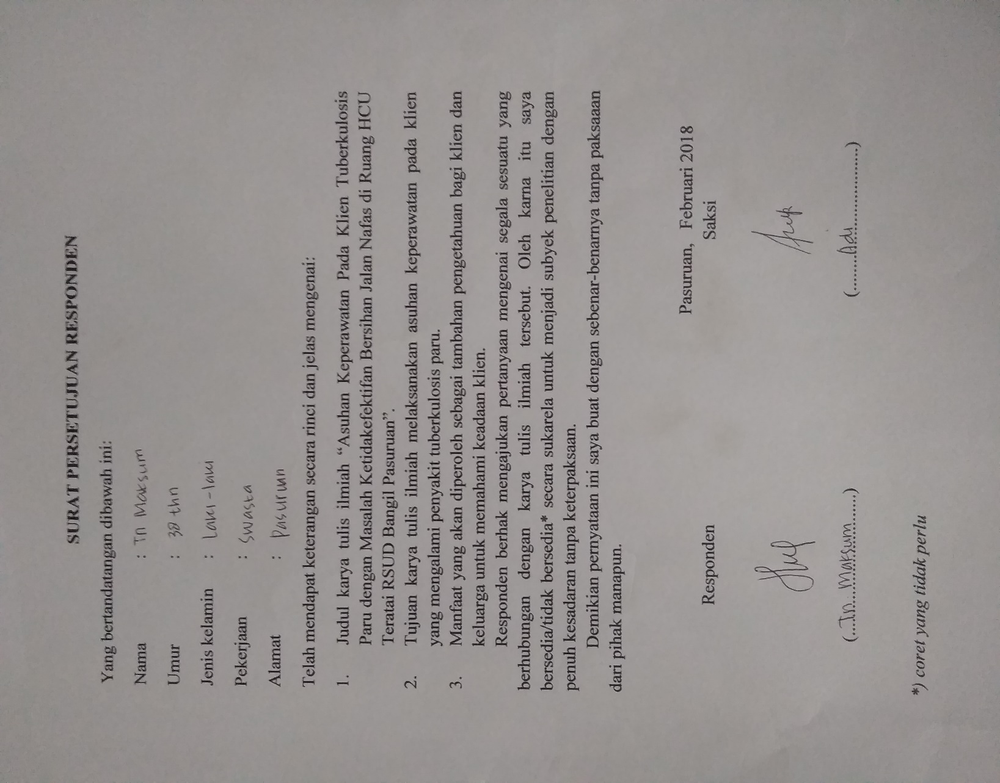 SURAT PERSETUJUAN RESPONDEN
Yang bertandatangan dibawah ini:
Nama : Tn Maksum
Umur : 38 thn
Jenis kelamin : Laki-laki
Pekerjaan : Swasta
Alamat : Pasuruan
Telah mendapat keterangan secara rinci dan jelas mengenai:
1. Judul karya tulis ilmiah “Asuhan Keperawatan Pada Klien Tuberkulosis
Paru dengan Masalah Ketidakefektifan Bersihan Jalan Nafas di Ruang HCU
Teratai RSUD Bangil Pasuruan”.
2. Tujuan karya tulis ilmiah melaksanakan asuhan keperawatan pada klien
yang mengalami penyakit tuberkulosis paru.
3. Manfaat yang akan diperoleh sebagai tambahan pengetahuan bagi klien dan
keluarga untuk memahami keadaan klien.
Responden berhak mengajukan pertanyaan mengenai segala sesuatu yang
berhubungan dengan karya tulis ilmiah tersebut. Oleh karna itu saya
bersedia/tidak bersedia* secara sukarela untuk menjadi subyek penelitian dengan
penuh kesadaran tanpa keterpaksaan.
Demikian pernyataan ini saya buat dengan sebenar-benarnya tanpa paksaaan
dari pihak manapun.
Pasuruan, Februari 2018
Responden Saksi
(...Tn...Maksum......) (........Adi....................)
*) coret yang tidak perlu